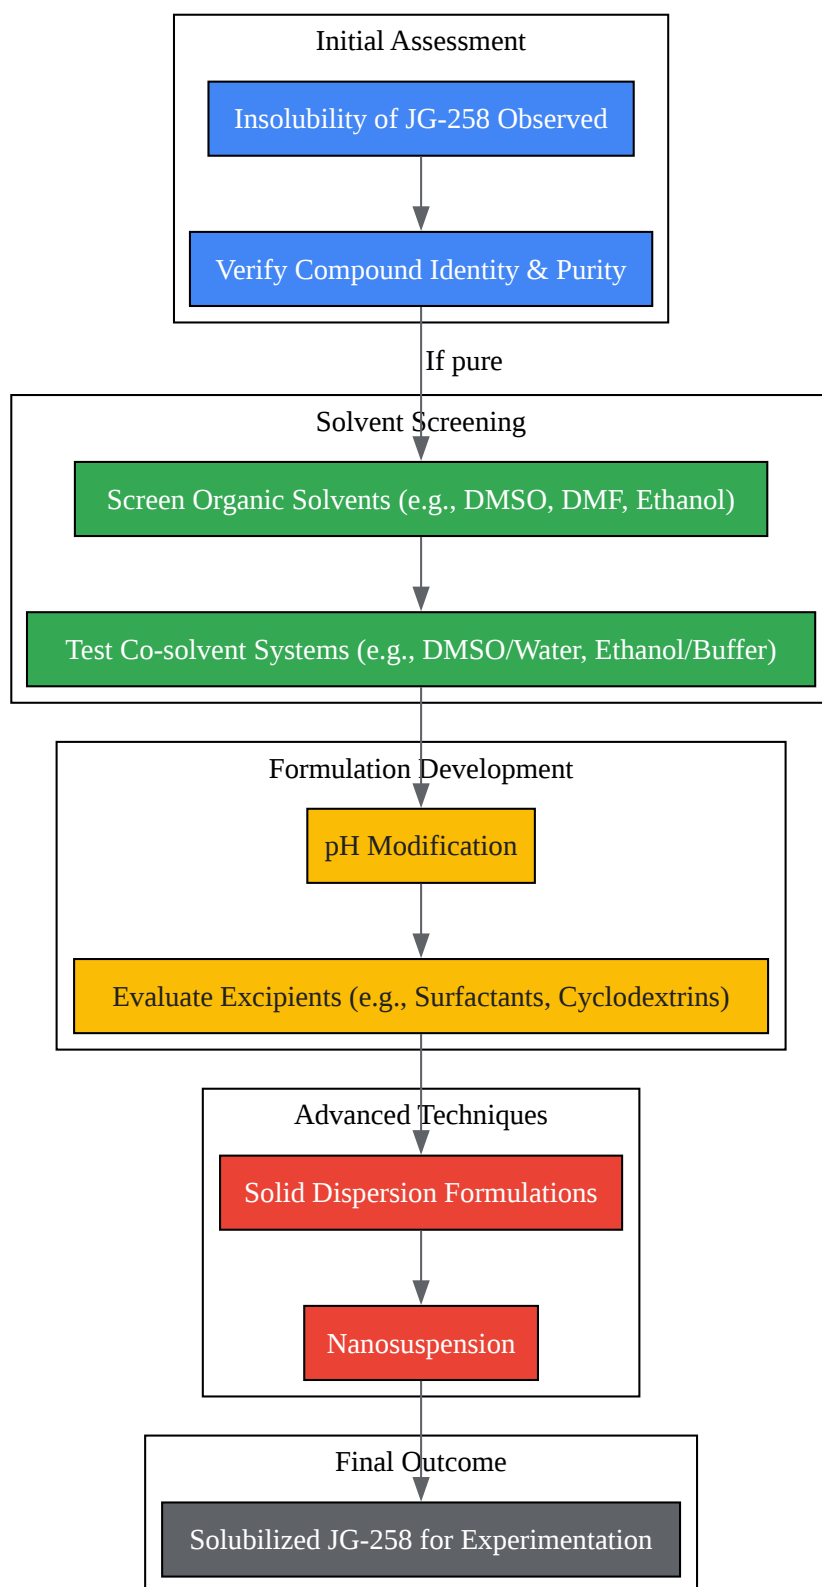 Initial Assessment
Insolubility of JG-258 Observed
Verify Compound Identity & Purity
If pure
Solvent Screening
Screen Organic Solvents (e.g., DMSO, DMF, Ethanol)
Test Co-solvent Systems (e.g., DMSO/Water, Ethanol/Buffer)
Formulation Development
pH Modification
Evaluate Excipients (e.g., Surfactants, Cyclodextrins)
Advanced Techniques
Solid Dispersion Formulations
Nanosuspension
Final Outcome
Solubilized JG-258 for Experimentation